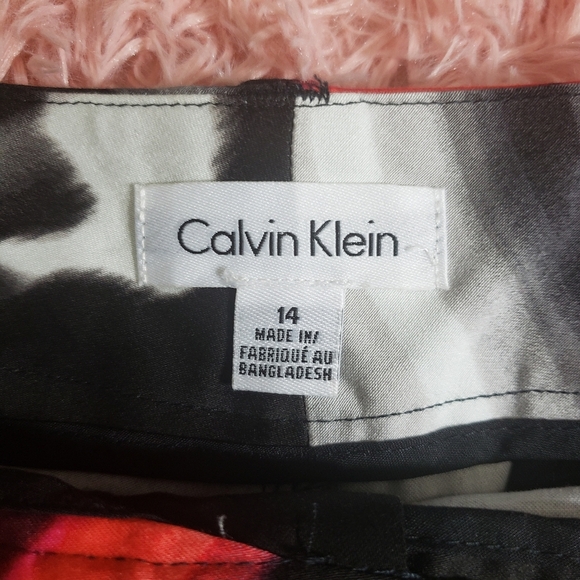 Calvin Klein
14
MADE IN/
FABRIQUÉ AU
BANGLADESH